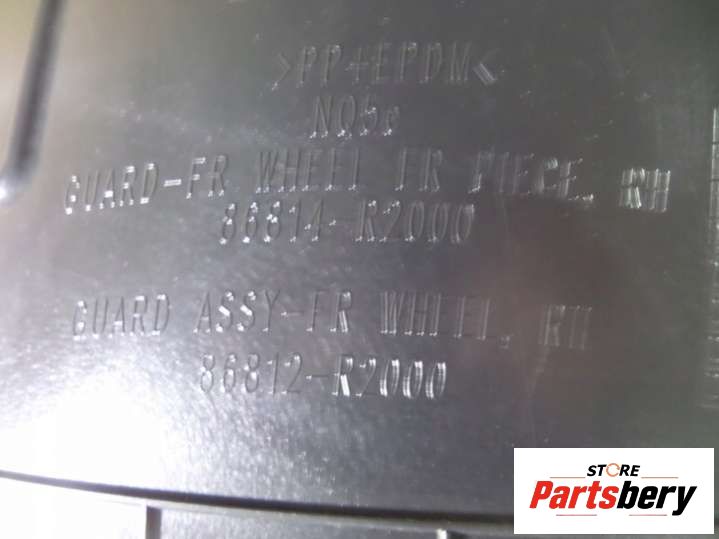 >PP+EPDM<
NQ5e
GUARD-FR WHEEL FR PIECE, RH
86814-R2000
GUARD ASSY-FR WHEEL, RH
86812-R2000
STORE
Partsbery